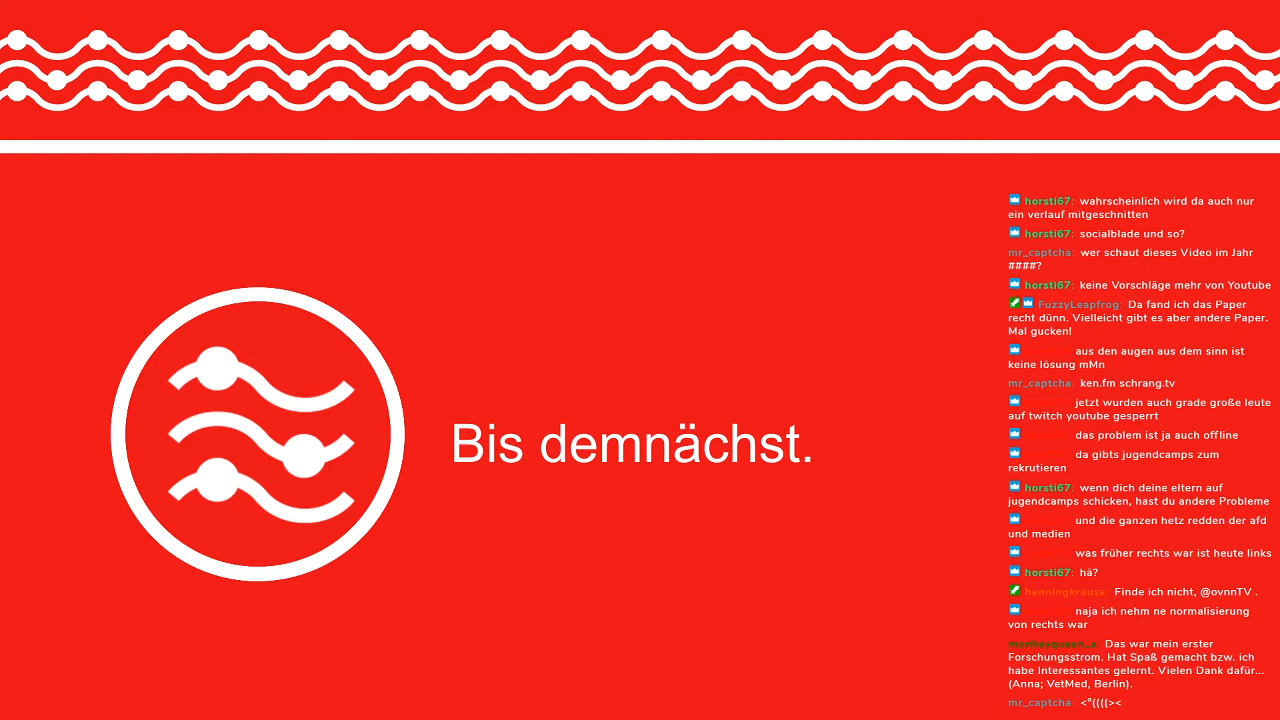 Bis demnächst.
horsti67: wahrscheinlich wird da auch nur
ein verlauf mitgeschnitten
horsti67: socialblade und so?
mr_captcha: wer schaut dieses Video im Jahr
####?
horsti67: keine Vorschläge mehr von Youtube
FuzzyLeapfrog: Da fand ich das Paper
recht dünn. Vielleicht gibt es aber andere Paper.
Mal gucken!
aus den augen aus dem sinn ist
keine lösung mMn
mr_captcha: ken.fm schrang.tv
jetzt wurden auch grade große leute
auf twitch youtube gesperrt
das problem ist ja auch offline
da gibts jugendcamps zum
rekrutieren
horsti67: wenn dich deine eltern auf
jugendcamps schicken, hast du andere Probleme
und die ganzen hetz redden der afd
und medien
was früher rechts war ist heute links
horsti67: hä?
henningkrause: Finde ich nicht, @ovnnTV .
naja ich nehm ne normalisierung
von rechts war
monkeyqueen_a: Das war mein erster
Forschungsstrom. Hat Spaß gemacht bzw. ich
habe Interessantes gelernt. Vielen Dank dafür...
(Anna; VetMed, Berlin).
mr_captcha: <°((((><